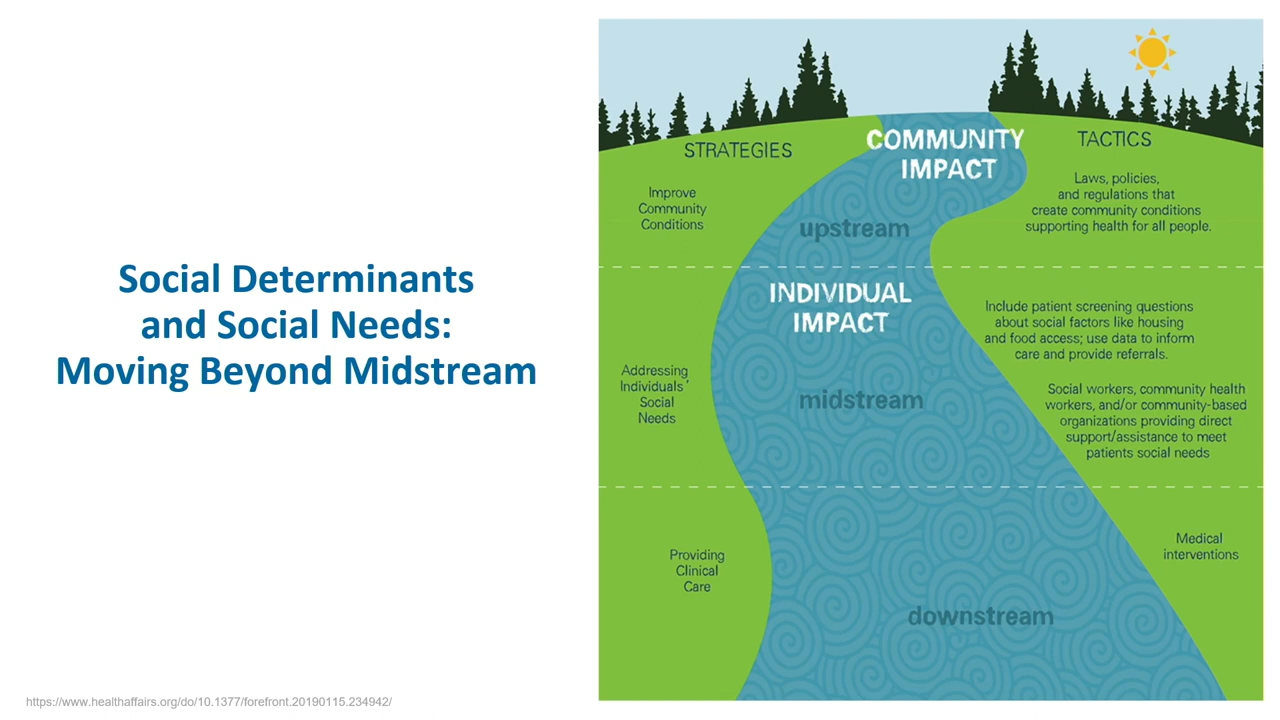 Social Determinants
and Social Needs:
Moving Beyond Midstream
https://www.healthaffairs.org/do/10.1377/forefront.20190115.234942/
STRATEGIES
COMMUNITY
IMPACT
TACTICS
Improve
Community
Conditions
upstream
Laws, policies,
and regulations that
create community conditions
supporting health for all people.
INDIVIDUAL
IMPACT
Addressing
Individuals'
Social
Needs
midstream
Include patient screening questions
about social factors like housing
and food access; use data to inform
care and provide referrals.
Social workers, community health
workers, and/or community-based
organizations providing direct
support/assistance to meet
patients social needs
Providing
Clinical
Care
downstream
Medical
interventions